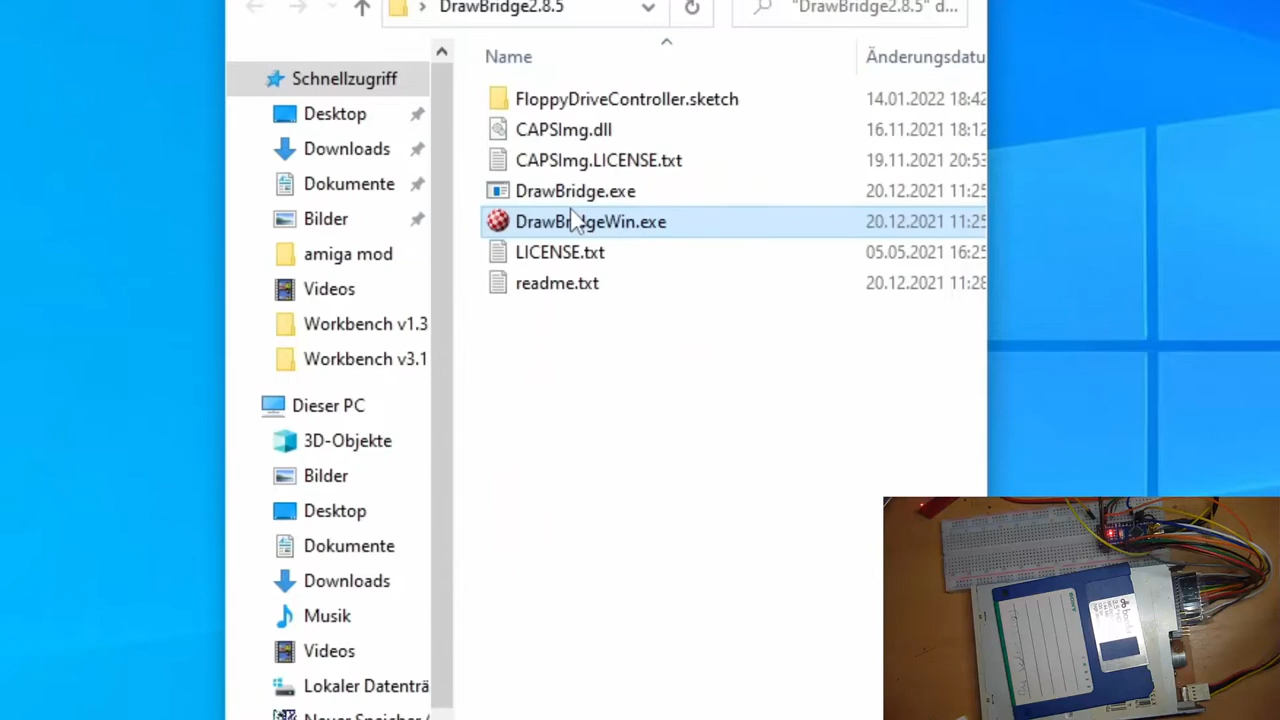 DrawBridge2.8.5
"DrawBridge2.8.5" d...
Name
Änderungsdatu
Schnellzugriff
Desktop
Downloads
Dokumente
Bilder
amiga mod
Videos
Workbench v1.3
Workbench v3.1
Dieser PC
3D-Objekte
Bilder
Desktop
Dokumente
Downloads
Musik
Videos
Lokaler Datenträ
Neuer Speicher
FloppyDriveController.sketch 14.01.2022 18:42
CAPSImg.dll 16.11.2021 18:12
CAPSImg.LICENSE.txt 19.11.2021 20:53
DrawBridge.exe 20.12.2021 11:25
DrawBridgeWin.exe 20.12.2021 11:25
LICENSE.txt 05.05.2021 16:25
readme.txt 20.12.2021 11:28
SONY